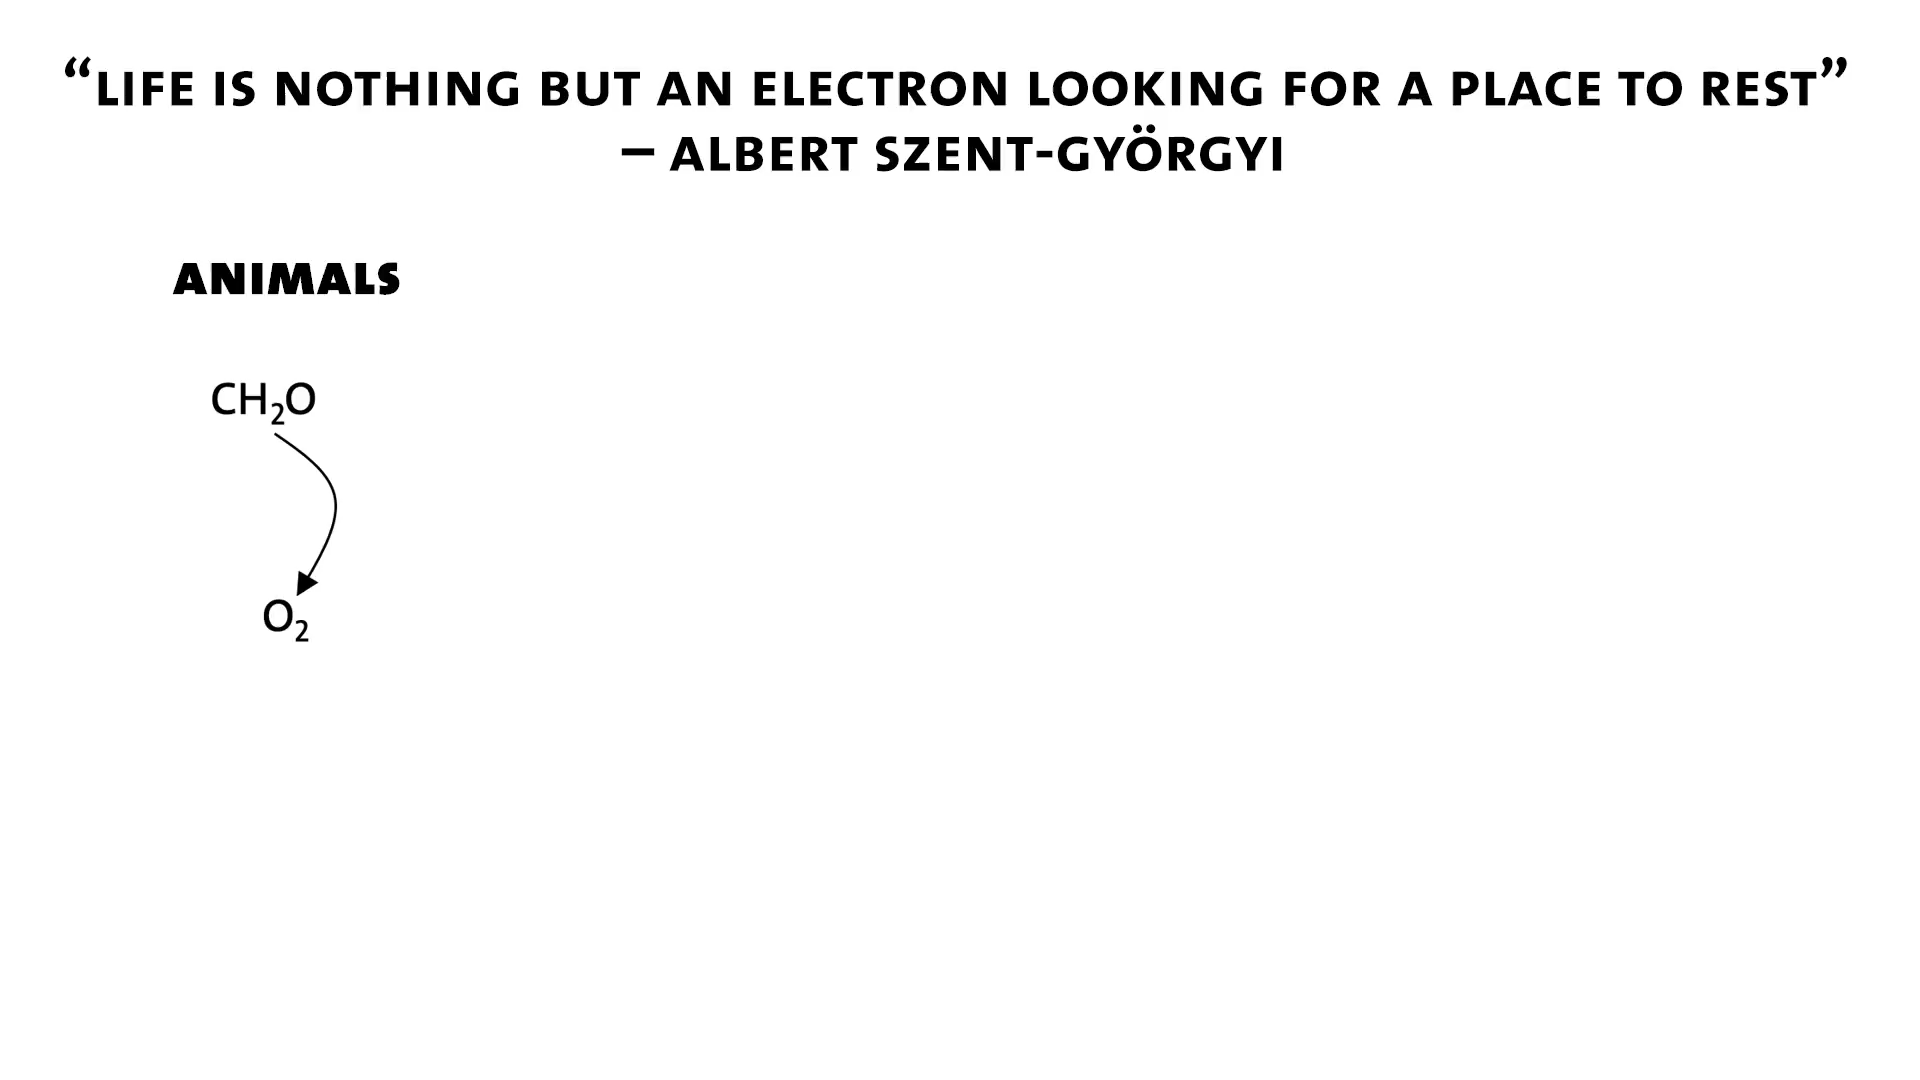 “LIFE IS NOTHING BUT AN ELECTRON LOOKING FOR A PLACE TO REST”
– ALBERT SZENT-GYÖRGYI
ANIMALS
CH₂O
O₂